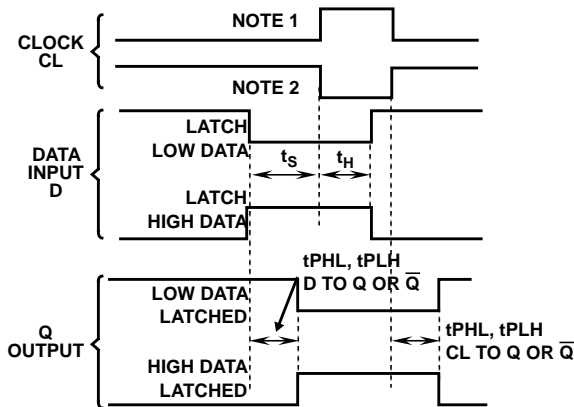 NOTE 1
CLOCK
CL
NOTE 2
LATCH
LOW DATA
DATA
INPUT
D
tS
tH
LATCH
HIGH DATA
tPHL, tPLH
D TO Q OR Q̅
LOW DATA
LATCHED
Q
OUTPUT
tPHL, tPLH
CL TO Q OR Q̅
HIGH DATA
LATCHED